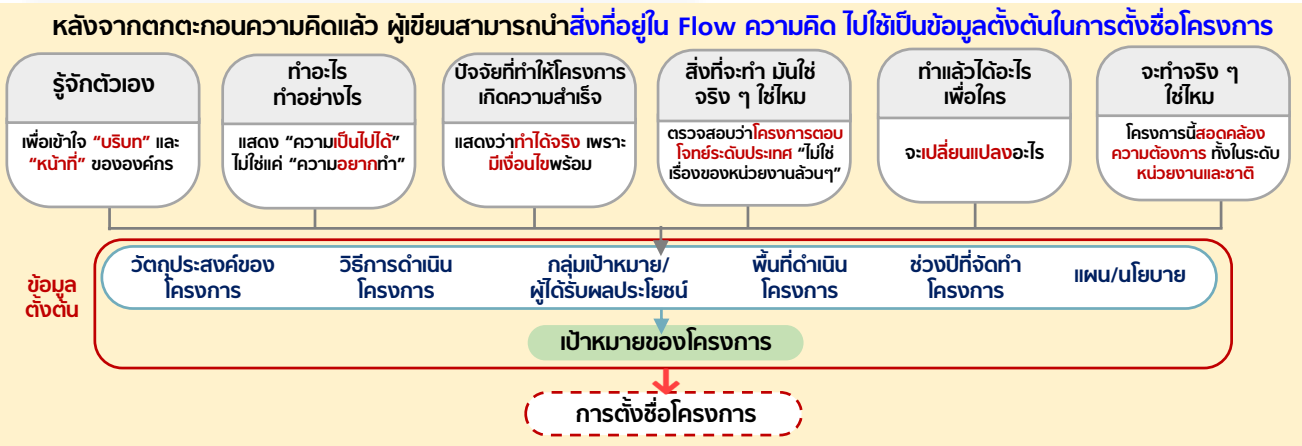 หลังจากตกตะกอนความคิดแล้ว ผู้เขียนสามารถนำสิ่งที่อยู่ใน Flow ความคิด ไปใช้เป็นข้อมูลตั้งต้นในการตั้งชื่อโครงการ
รู้จักตัวเอง
เพื่อเข้าใจ “บริบท” และ
“หน้าที่” ขององค์กร
ทำอะไร
ทำอย่างไร
แสดง “ความเป็นไปได้”
ไม่ใช่แค่ “ความอยากทำ”
ปัจจัยที่ทำให้โครงการ
เกิดความสำเร็จ
แสดงว่าทำได้จริง เพราะ
มีเงื่อนไขพร้อม
สิ่งที่จะทำ มันใช่
จริง ๆ ใช่ไหม
ตรวจสอบว่าโครงการตอบ
โจทย์ระดับประเทศ “ไม่ใช่
เรื่องของหน่วยงานล้วนๆ”
ทำแล้วได้อะไร
เพื่อใคร
จะเปลี่ยนแปลงอะไร
จะทำจริง ๆ
ใช่ไหม
โครงการนี้สอดคล้อง
ความต้องการ ทั้งในระดับ
หน่วยงานและชาติ
ข้อมูล
ตั้งต้น
วัตถุประสงค์ของ
โครงการ
วิธีการดำเนิน
โครงการ
กลุ่มเป้าหมาย/
ผู้ได้รับผลประโยชน์
พื้นที่ดำเนิน
โครงการ
ช่วงปีที่จัดทำ
โครงการ
แผน/นโยบาย
เป้าหมายของโครงการ
การตั้งชื่อโครงการ